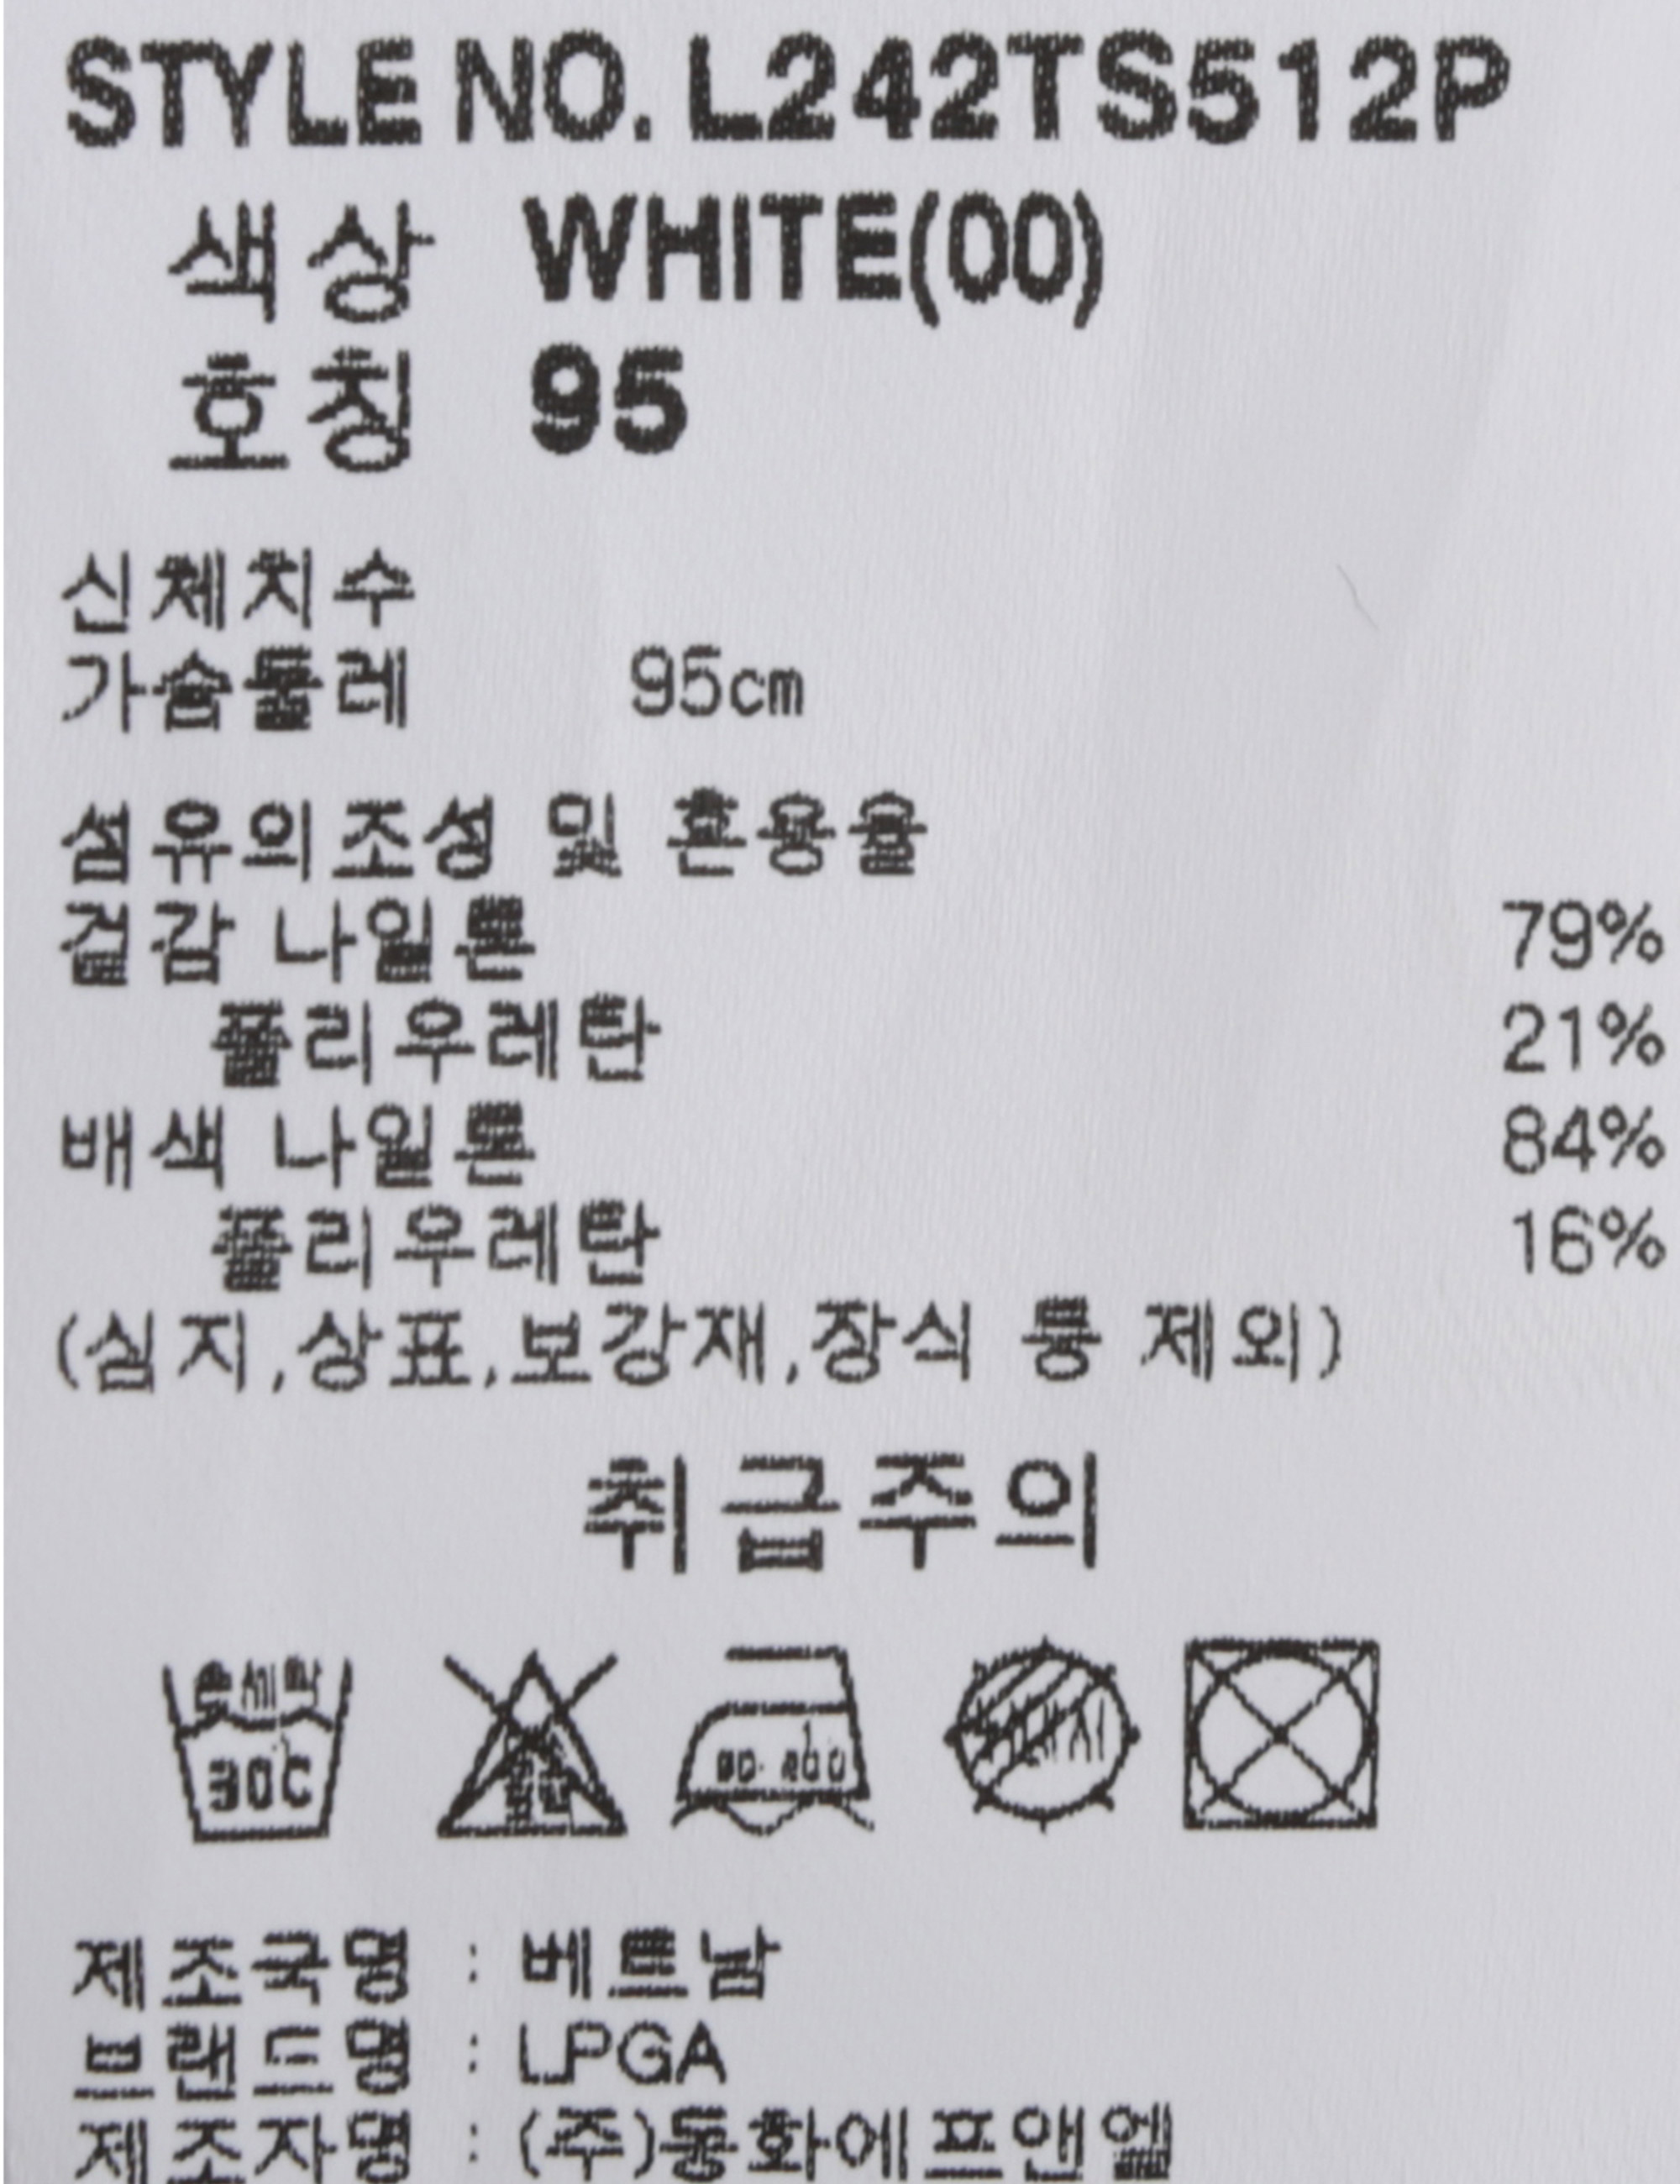 STYLE NO. L242TS512P
색상 WHITE(00)
호칭 95
신체치수
가슴둘레 95cm
섬유의조성 및 혼용율
겉감 나일론 79%
폴리우레탄 21%
배색 나일론 84%
폴리우레탄 16%
(심지,상표,보강재,장식 등 제외)
취급주의
손세탁
30C
제조국명 : 베트남
브랜드명 : LPGA
제조자명 : (주)동화에프앤엘